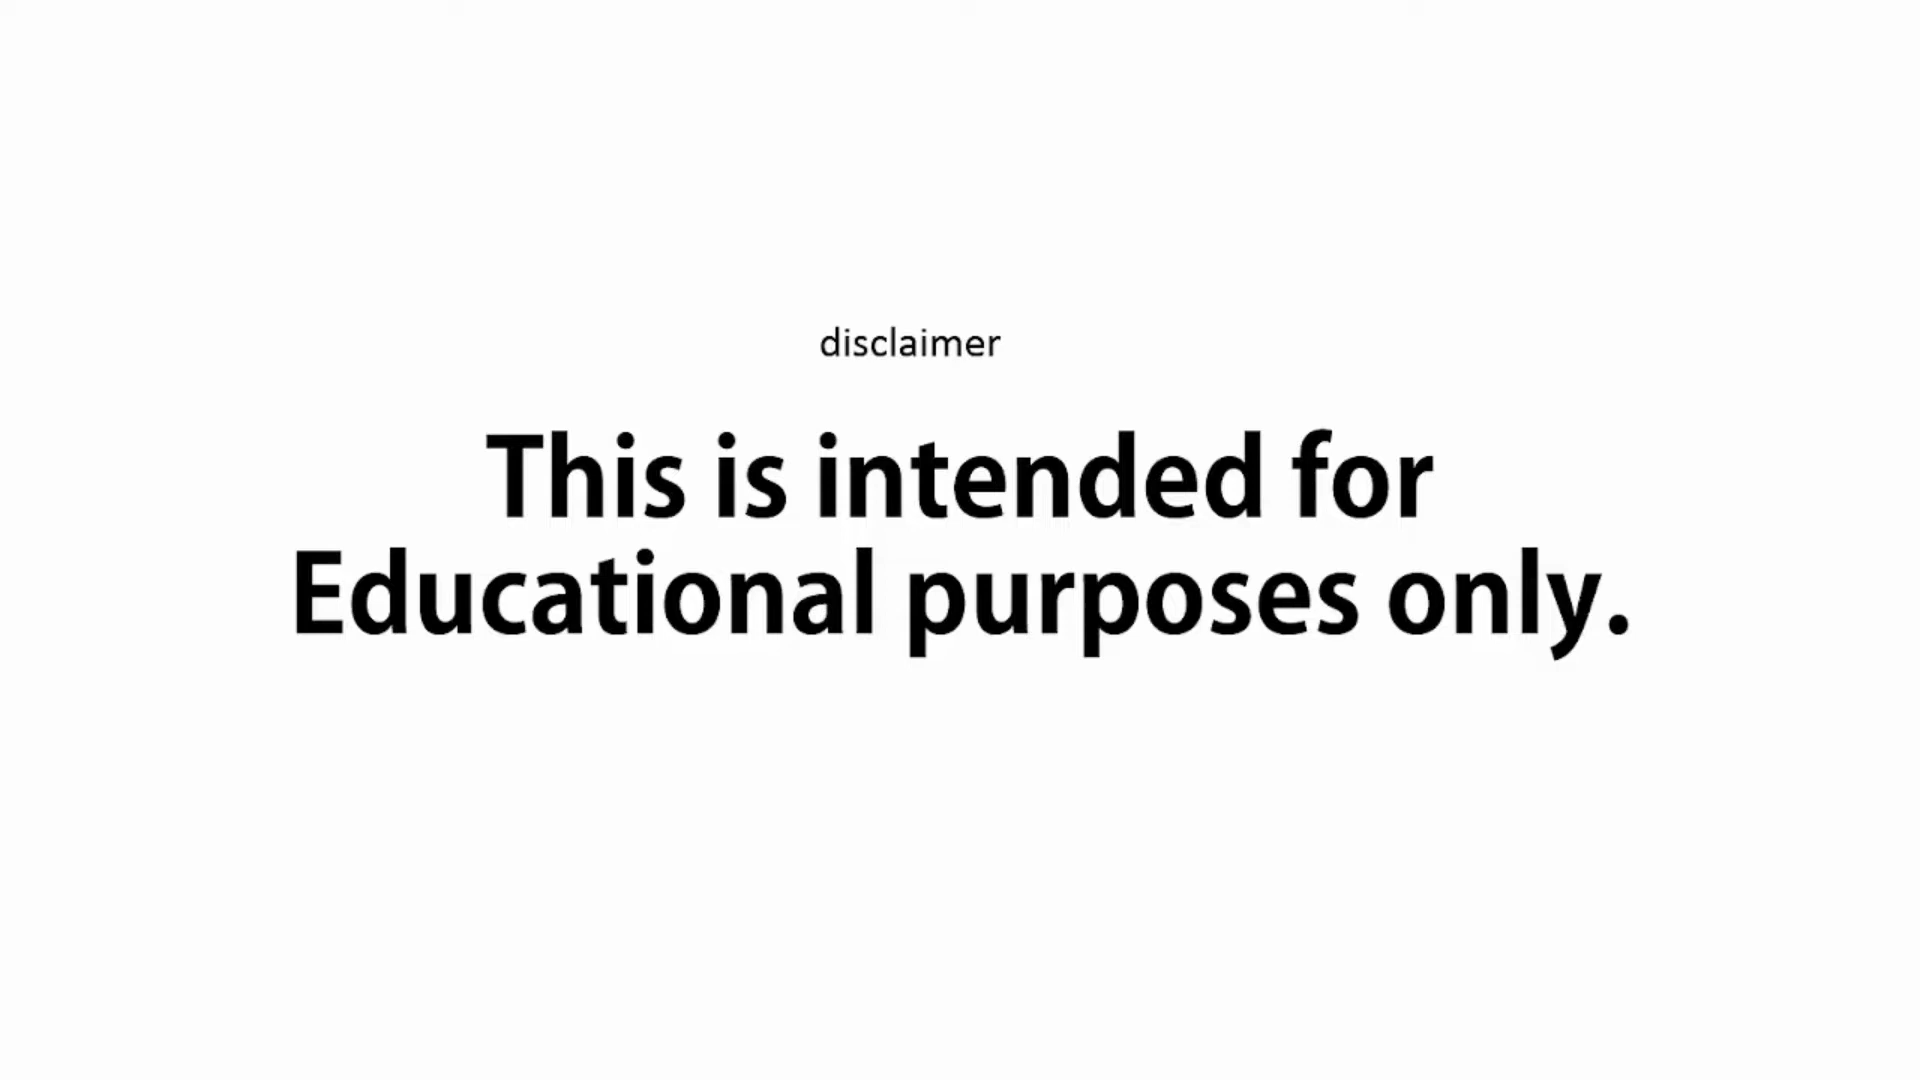 disclaimer
This is intended for
Educational purposes only.